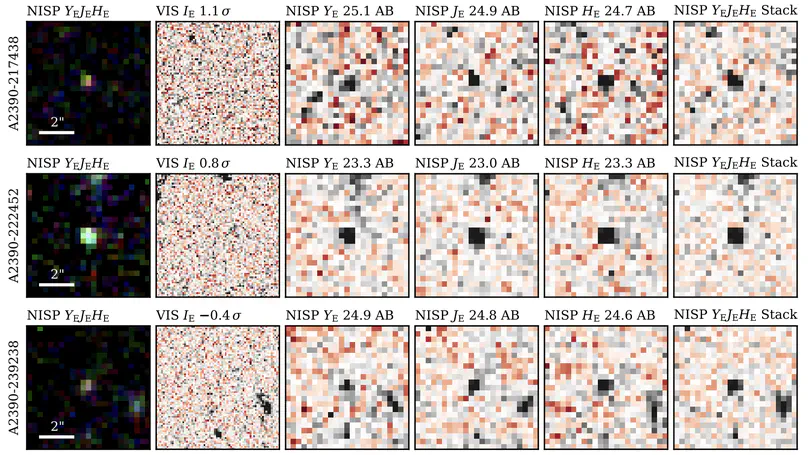 NISP YEJEHE VIS IE 1.1 σ NISP YE 25.1 AB NISP JE 24.9 AB NISP HE 24.7 AB NISP YEJEHE Stack
A2390-217438
2"
NISP YEJEHE VIS IE 0.8 σ NISP YE 23.3 AB NISP JE 23.0 AB NISP HE 23.3 AB NISP YEJEHE Stack
A2390-222452
2"
NISP YEJEHE VIS IE −0.4 σ NISP YE 24.9 AB NISP JE 24.8 AB NISP HE 24.6 AB NISP YEJEHE Stack
A2390-239238
2"